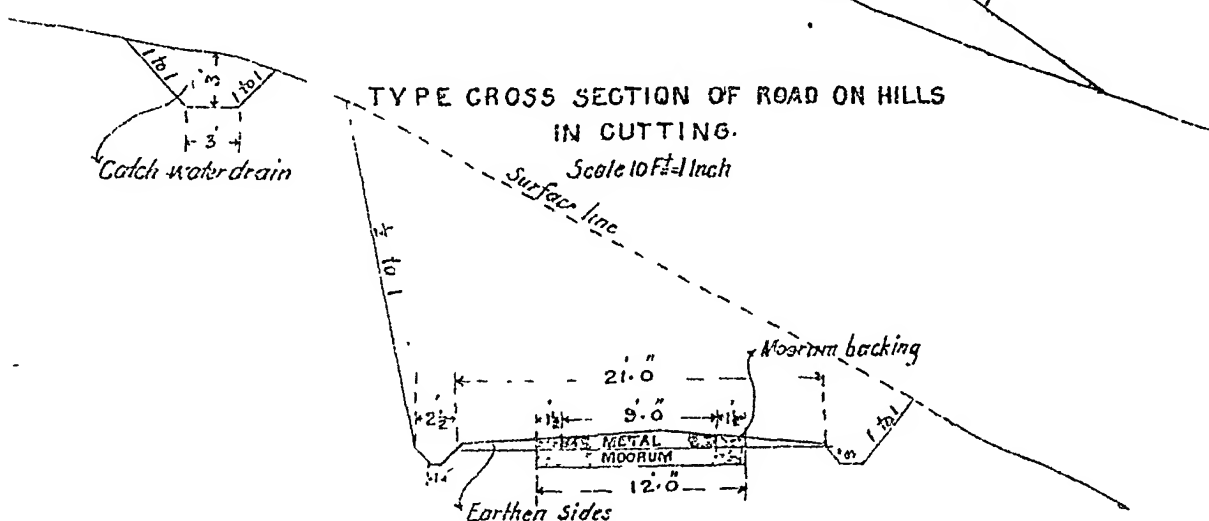 1 to 1
3'
1 to 1
3'
Catch water drain
TYPE CROSS SECTION OF ROAD ON HILLS
IN CUTTING.
Scale 10 Ft = 1 Inch
Surface line
to 1
Moorum backing
21'.0"
2½'
1½'
9'.0"
1½'
METAL
MOORUM
1'
12'.0"
Earthen sides
1 to 1